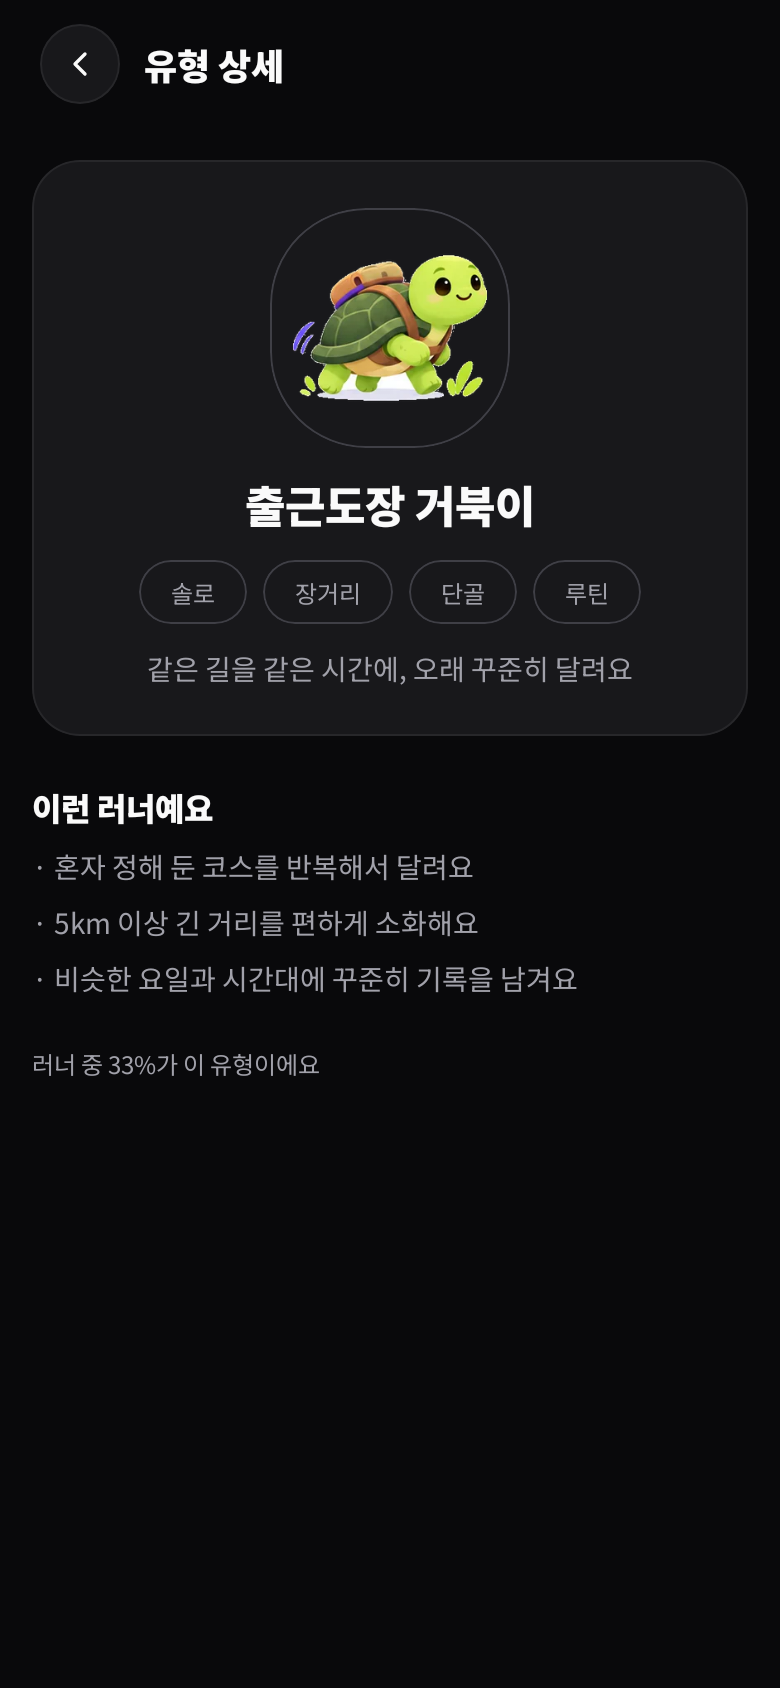 유형 상세
출근도장 거북이
솔로 장거리 단골 루틴
같은 길을 같은 시간에, 오래 꾸준히 달려요
이런 러너예요
· 혼자 정해 둔 코스를 반복해서 달려요
· 5km 이상 긴 거리를 편하게 소화해요
· 비슷한 요일과 시간대에 꾸준히 기록을 남겨요
러너 중 33%가 이 유형이에요